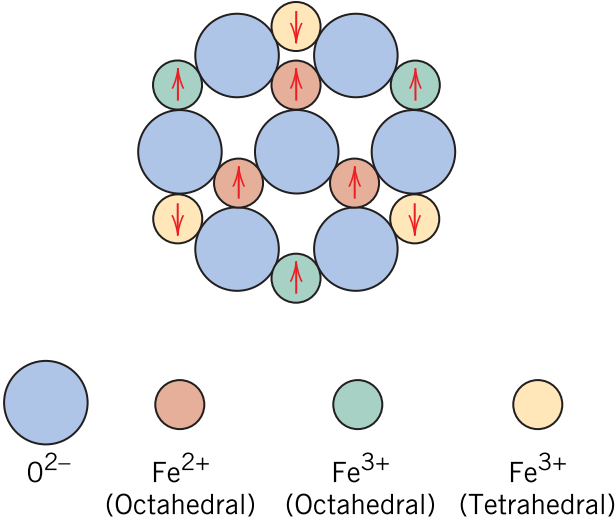 O²⁻ Fe²⁺ Fe³⁺ Fe³⁺
(Octahedral) (Octahedral) (Tetrahedral)